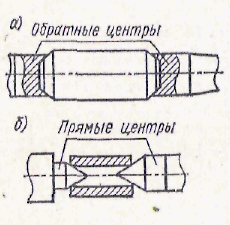 а)
Обратные центры
б)
Прямые центры